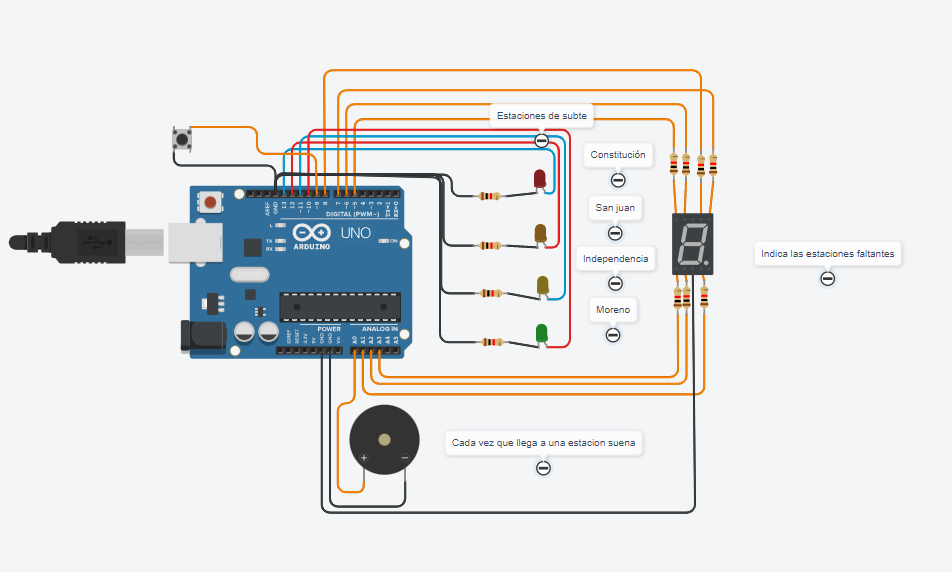 Estaciones de subte
Constitución
San juan
Independencia
Moreno
Indica las estaciones faltantes
Cada vez que llega a una estacion suena
AREF
GND
13
12
~11
~10
~9
8
7
~6
~5
4
~3
2
TX→1
RX←0
DIGITAL (PWM~)
L
TX
RX
UNO
ON
ARDUINO
POWER
ANALOG IN
IOREF
RESET
3.3V
5V
GND
GND
Vin
A0
A1
A2
A3
A4
A5